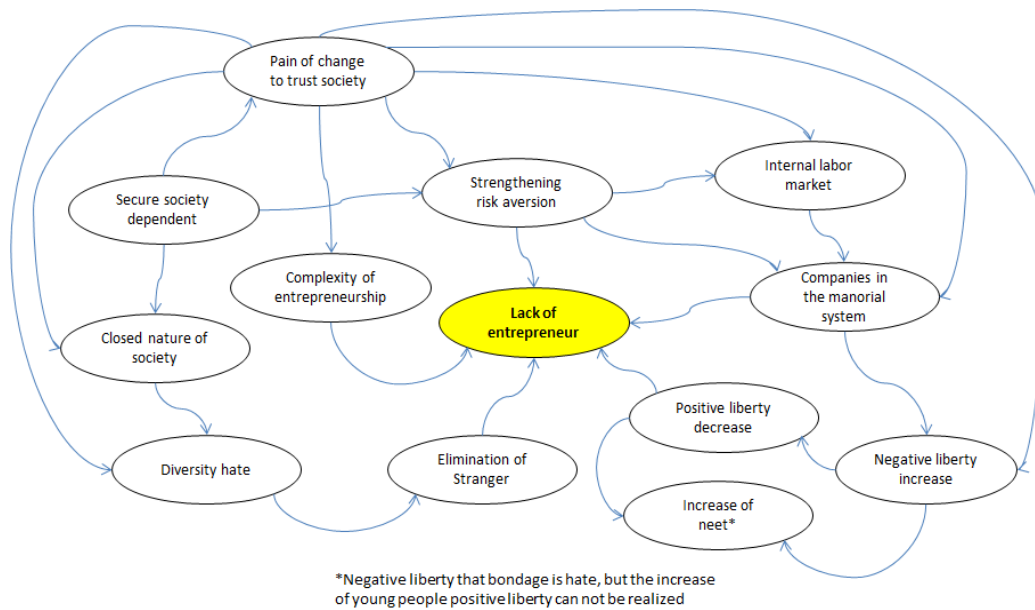 Pain of change
to trust society
Internal labor
market
Strengthening
risk aversion
Secure society
dependent
Complexity of
entrepreneurship
Companies in
the manorial
system
Lack of
entrepreneur
Closed nature of
society
Positive liberty
decrease
Diversity hate
Elimination of
Stranger
Negative liberty
increase
Increase of
neet*
*Negative liberty that bondage is hate, but the increase
of young people positive liberty can not be realized